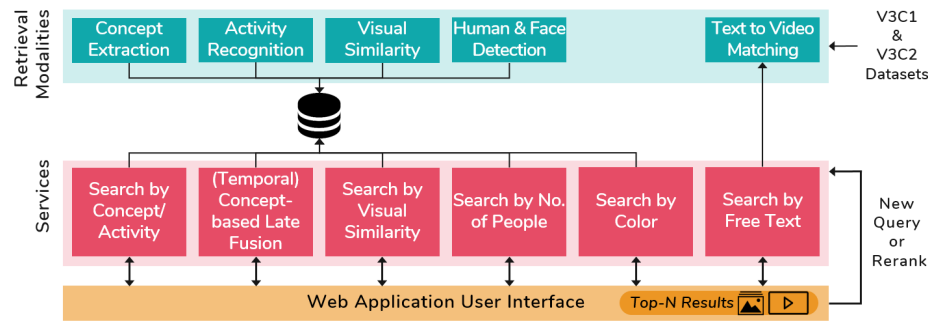 Retrieval
Modalities
Concept
Extraction
Activity
Recognition
Visual
Similarity
Human & Face
Detection
Text to Video
Matching
V3C1
&
V3C2
Datasets
Services
Search by
Concept/
Activity
(Temporal)
Concept-
based Late
Fusion
Search by
Visual
Similarity
Search by No.
of People
Search by
Color
Search by
Free Text
New
Query
or
Rerank
Web Application User Interface
Top-N Results